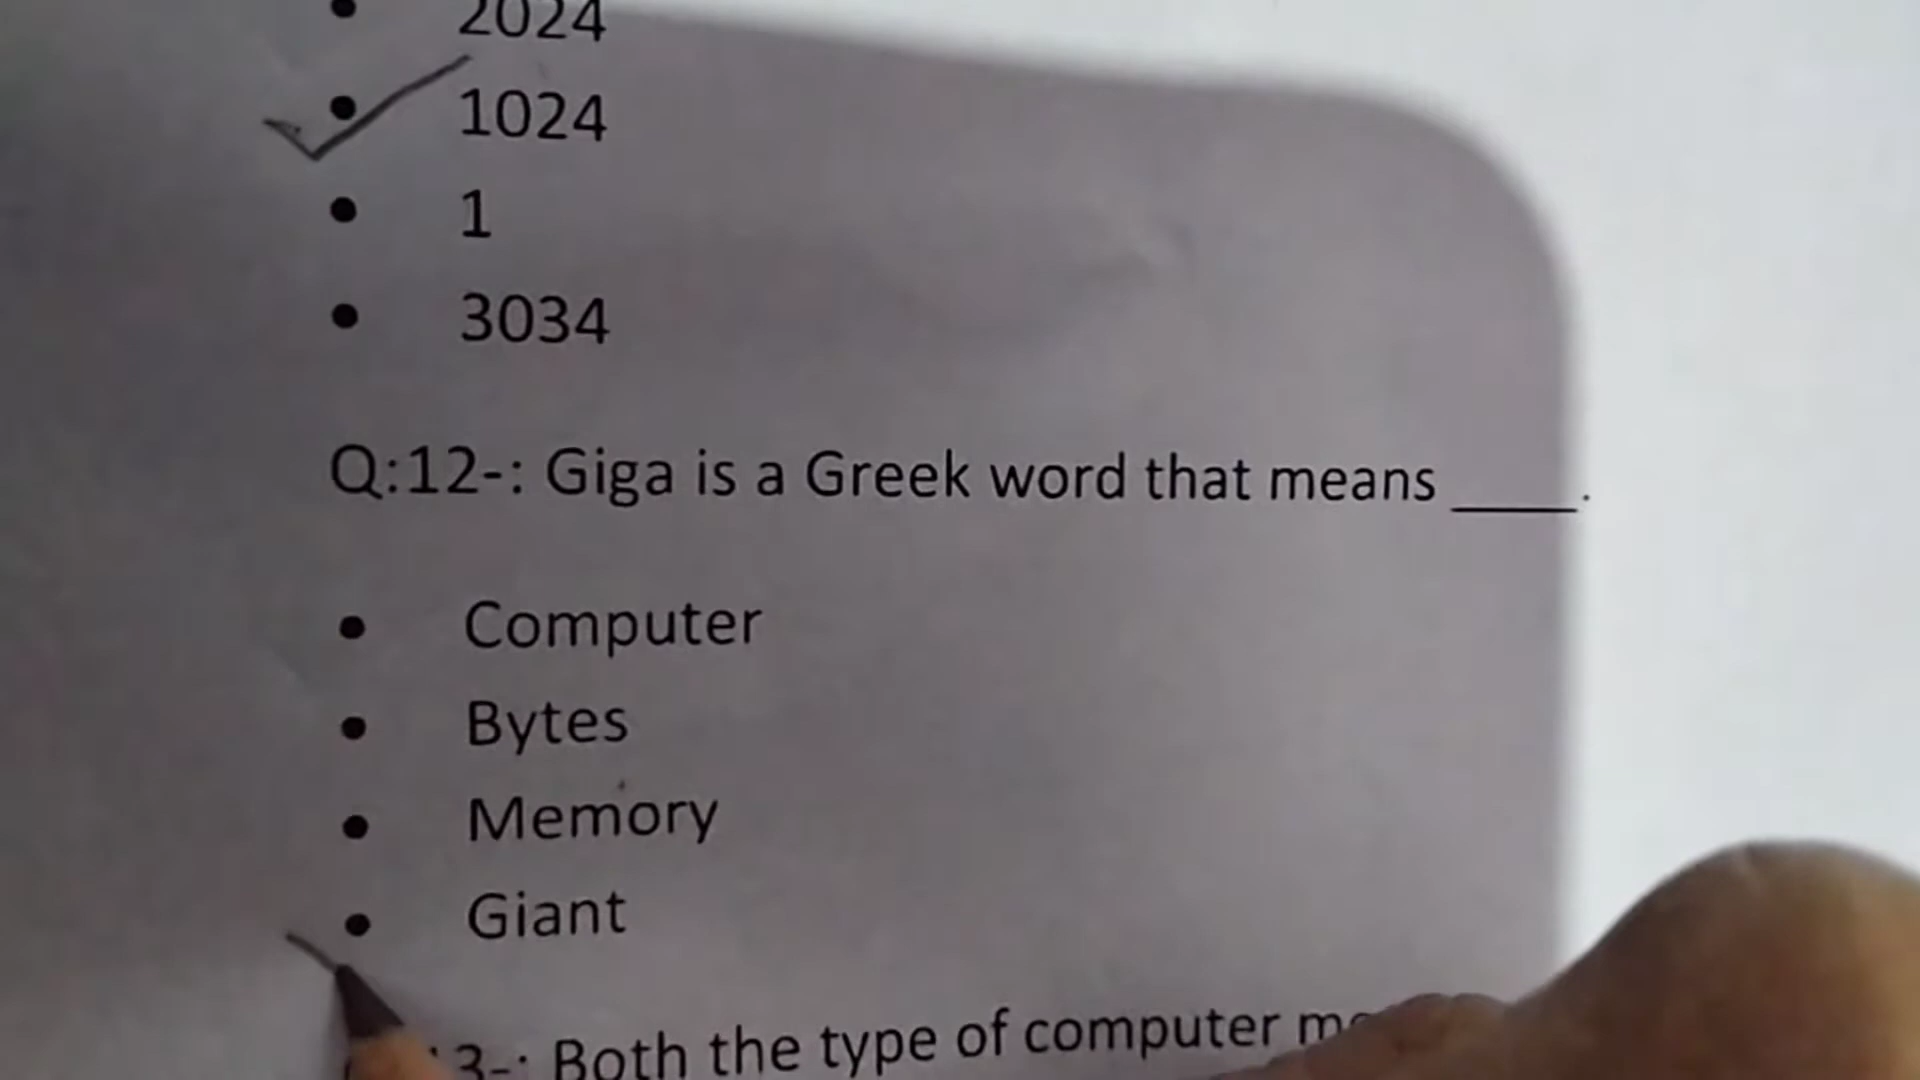 • 2024
• 1024
• 1
• 3034
Q:12-: Giga is a Greek word that means ____.
• Computer
• Bytes
• Memory
• Giant
3-: Both the type of computer